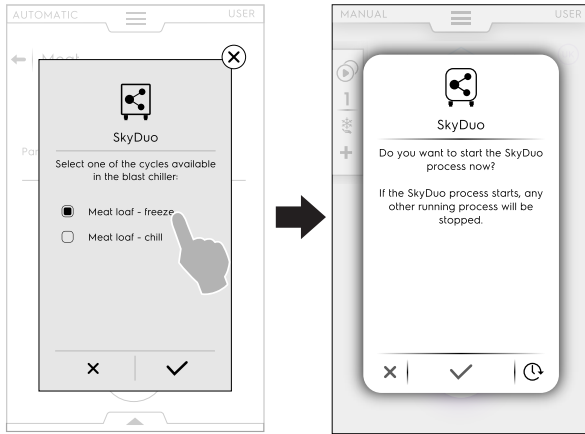 AUTOMATIC
USER
Meat
Par
SkyDuo
Select one of the cycles available
in the blast chiller:
Meat loaf - freeze
Meat loaf - chill
MANUAL
USER
1
SkyDuo
Do you want to start the SkyDuo
process now?
If the SkyDuo process starts, any
other running process will be
stopped.